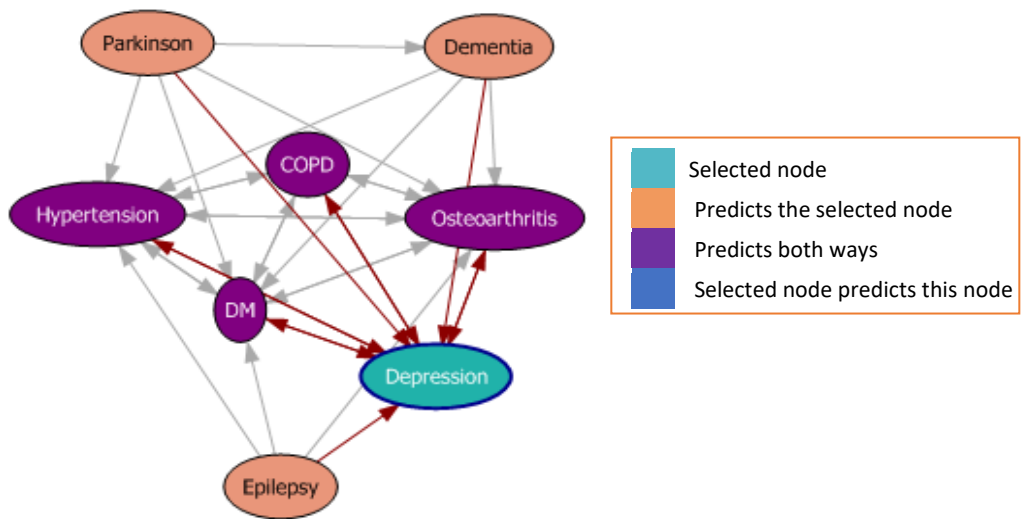 Parkinson
Dementia
COPD
Hypertension
Osteoarthritis
DM
Depression
Epilepsy
Selected node
Predicts the selected node
Predicts both ways
Selected node predicts this node